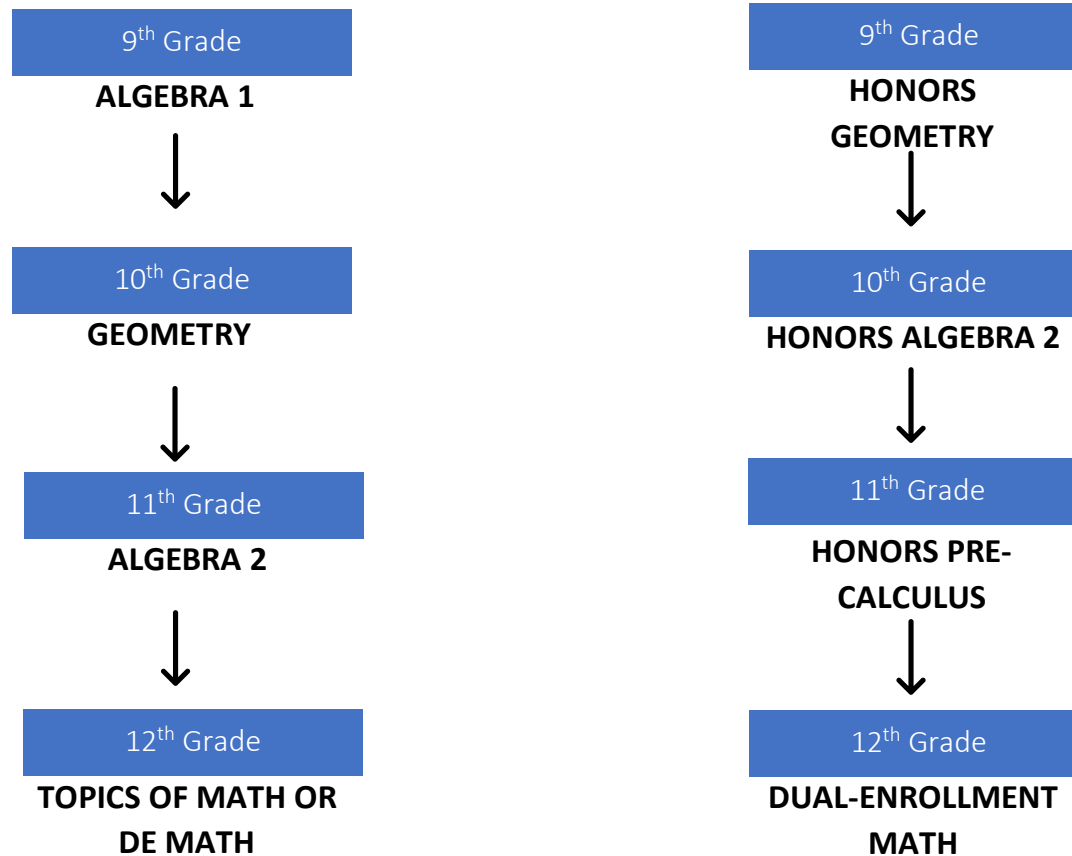 9th Grade
ALGEBRA 1
10th Grade
GEOMETRY
11th Grade
ALGEBRA 2
12th Grade
TOPICS OF MATH OR
DE MATH
9th Grade
HONORS
GEOMETRY
10th Grade
HONORS ALGEBRA 2
11th Grade
HONORS PRE-
CALCULUS
12th Grade
DUAL-ENROLLMENT
MATH